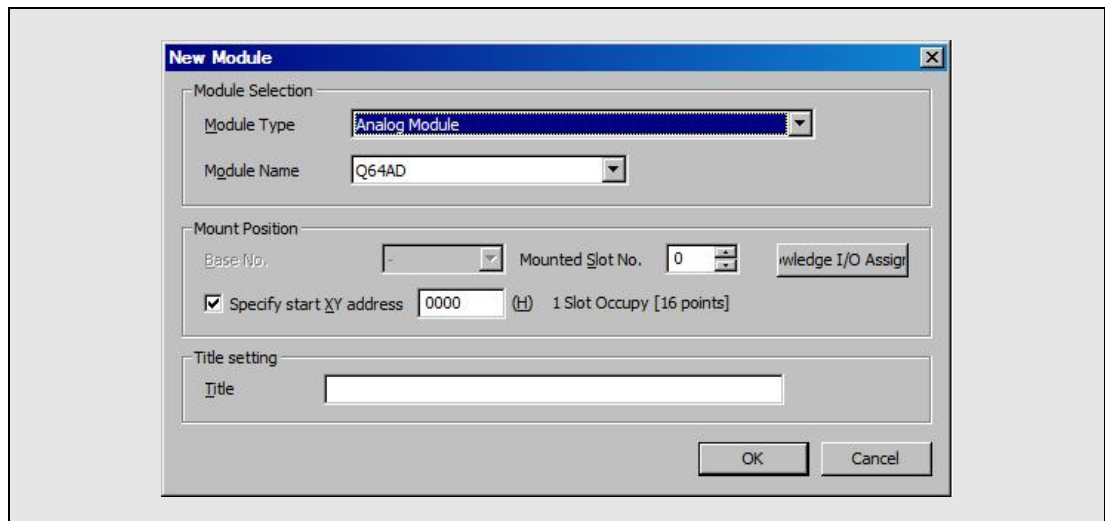 New Module
Module Selection
Module Type Analog Module
Module Name Q64AD
Mount Position
Base No. - Mounted Slot No. 0 wledge I/O Assig
Specify start XY address 0000 (H) 1 Slot Occupy [16 points]
Title setting
Title
OK Cancel